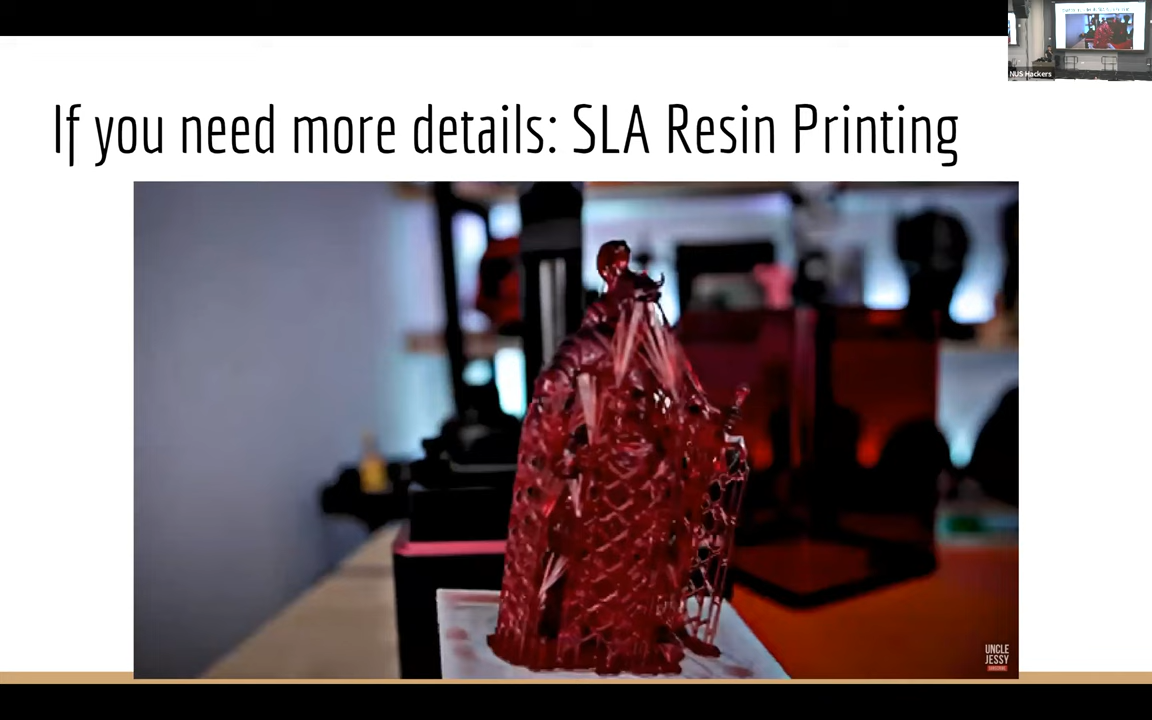 If you need more details: SLA Resin Printing
NUS Hackers
UNCLE
JESSY